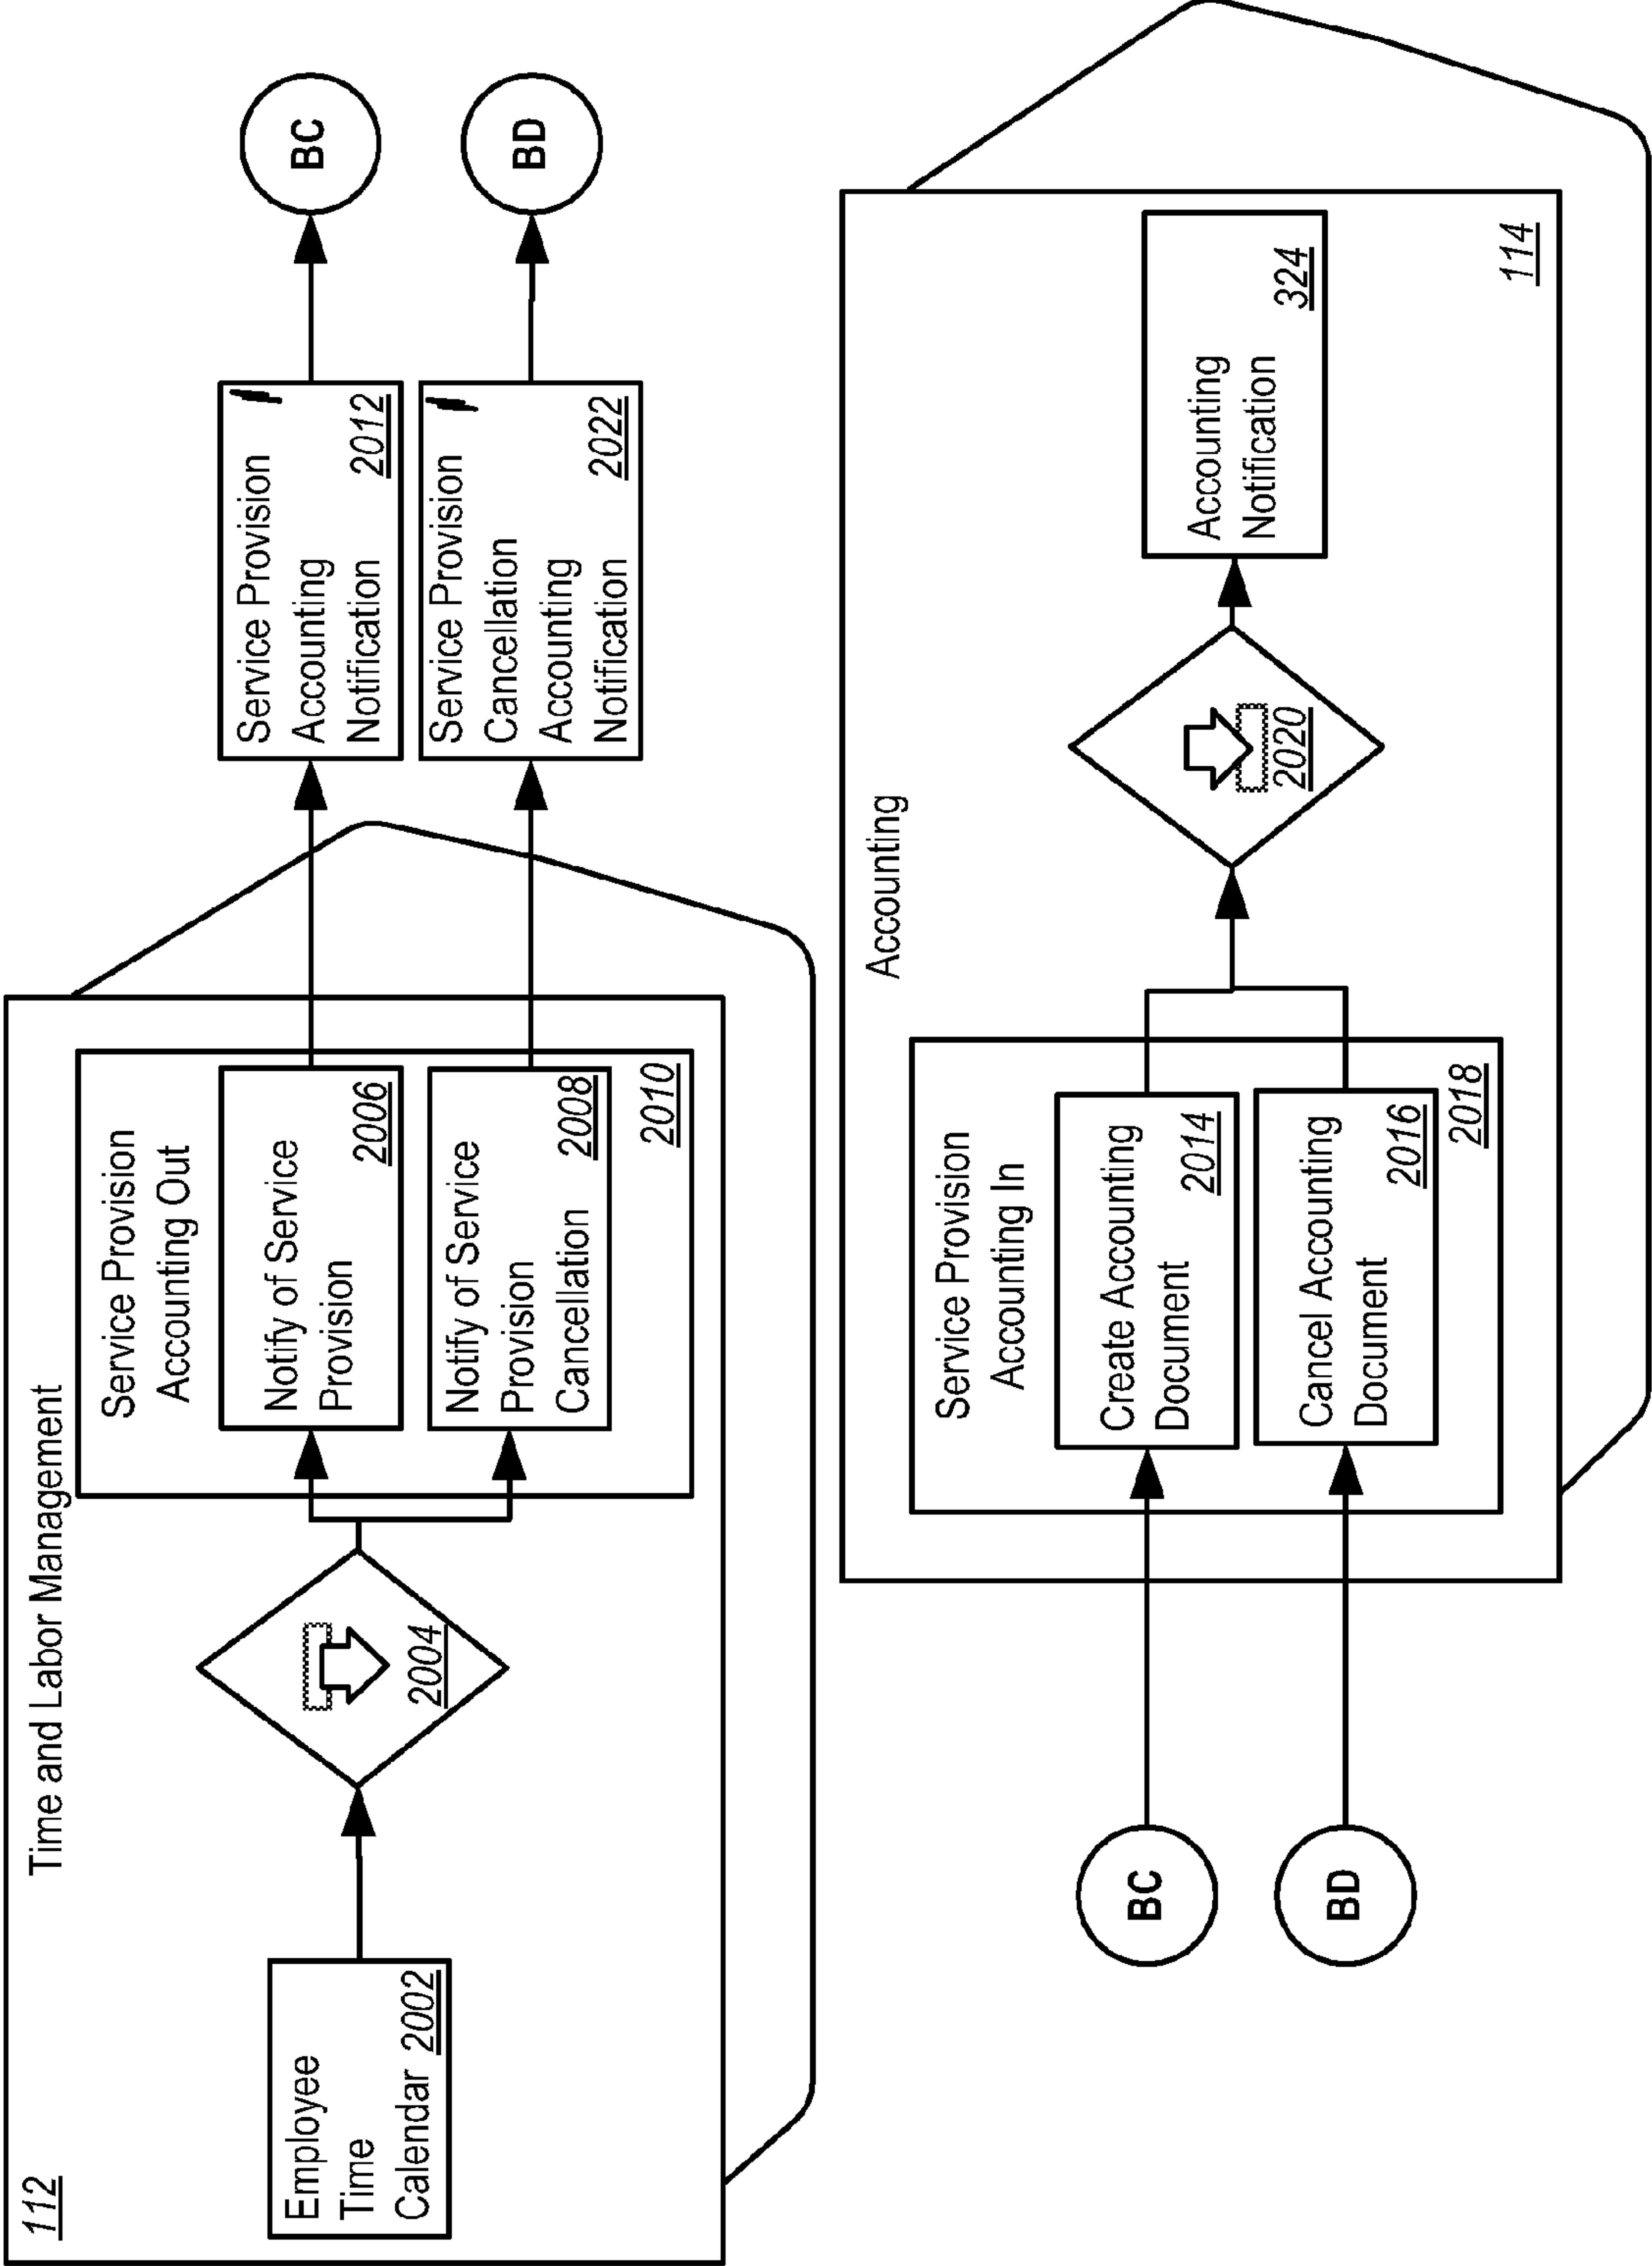 112
Time and Labor Management
Employee
Time
Calendar 2002
2004
Service Provision
Accounting Out
Notify of Service
Provision
2006
Notify of Service
Provision
Cancellation
2008
2010
Service Provision
Accounting
Notification
2012
Service Provision
Cancellation
Accounting
Notification
2022
BC
BD
Accounting
BC
BD
Service Provision
Accounting In
Create Accounting
Document
2014
Cancel Accounting
Document
2016
2018
2020
Accounting
Notification
324
114